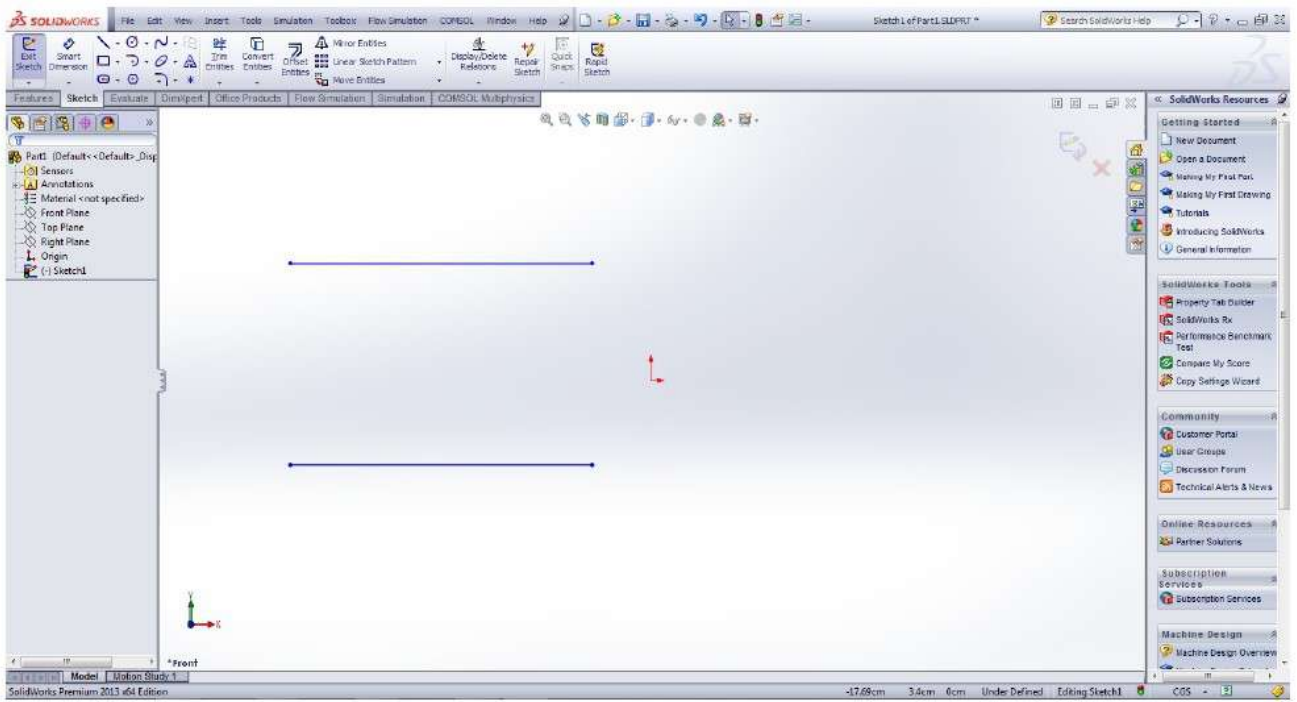 SOLIDWORKS File Edit View Insert Tools Simulation Toolbox Flow Simulation COMSOL Window Help Sketch1 of Part1.SLDPRT * Search SolidWorks Help
Exit Sketch
Smart Dimension
Trim Entities
Convert Entities
Offset Entities
Mirror Entities
Linear Sketch Pattern
Move Entities
Display/Delete Relations
Repair Sketch
Quick Snaps
Rapid Sketch
Features Sketch Evaluate DimXpert Office Products Flow Simulation Simulation COMSOL Multiphysics
Part1 (Default<<Default>_Disp
Sensors
Annotations
Material <not specified>
Front Plane
Top Plane
Right Plane
Origin
(-) Sketch1
Y
X
*Front
SolidWorks Resources
Getting Started
New Document
Open a Document
Making My First Part
Making My First Drawing
Tutorials
Introducing SolidWorks
General Information
SolidWorks Tools
Property Tab Builder
SolidWorks Rx
Performance Benchmark
Test
Compare My Score
Copy Settings Wizard
Community
Customer Portal
User Groups
Discussion Forum
Technical Alerts & News
Online Resources
Partner Solutions
Subscription
Services
Subscription Services
Machine Design
Machine Design Overview
Model Motion Study 1
SolidWorks Premium 2013 x64 Edition -17.69cm 3.4cm 0cm Under Defined Editing Sketch1 CGS